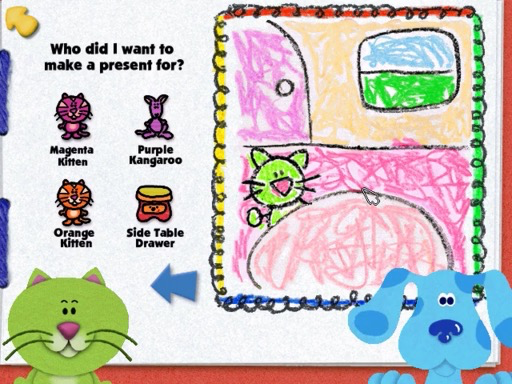 Who did I want to
make a present for?
Magenta
Kitten
Purple
Kangaroo
Orange
Kitten
Side Table
Drawer